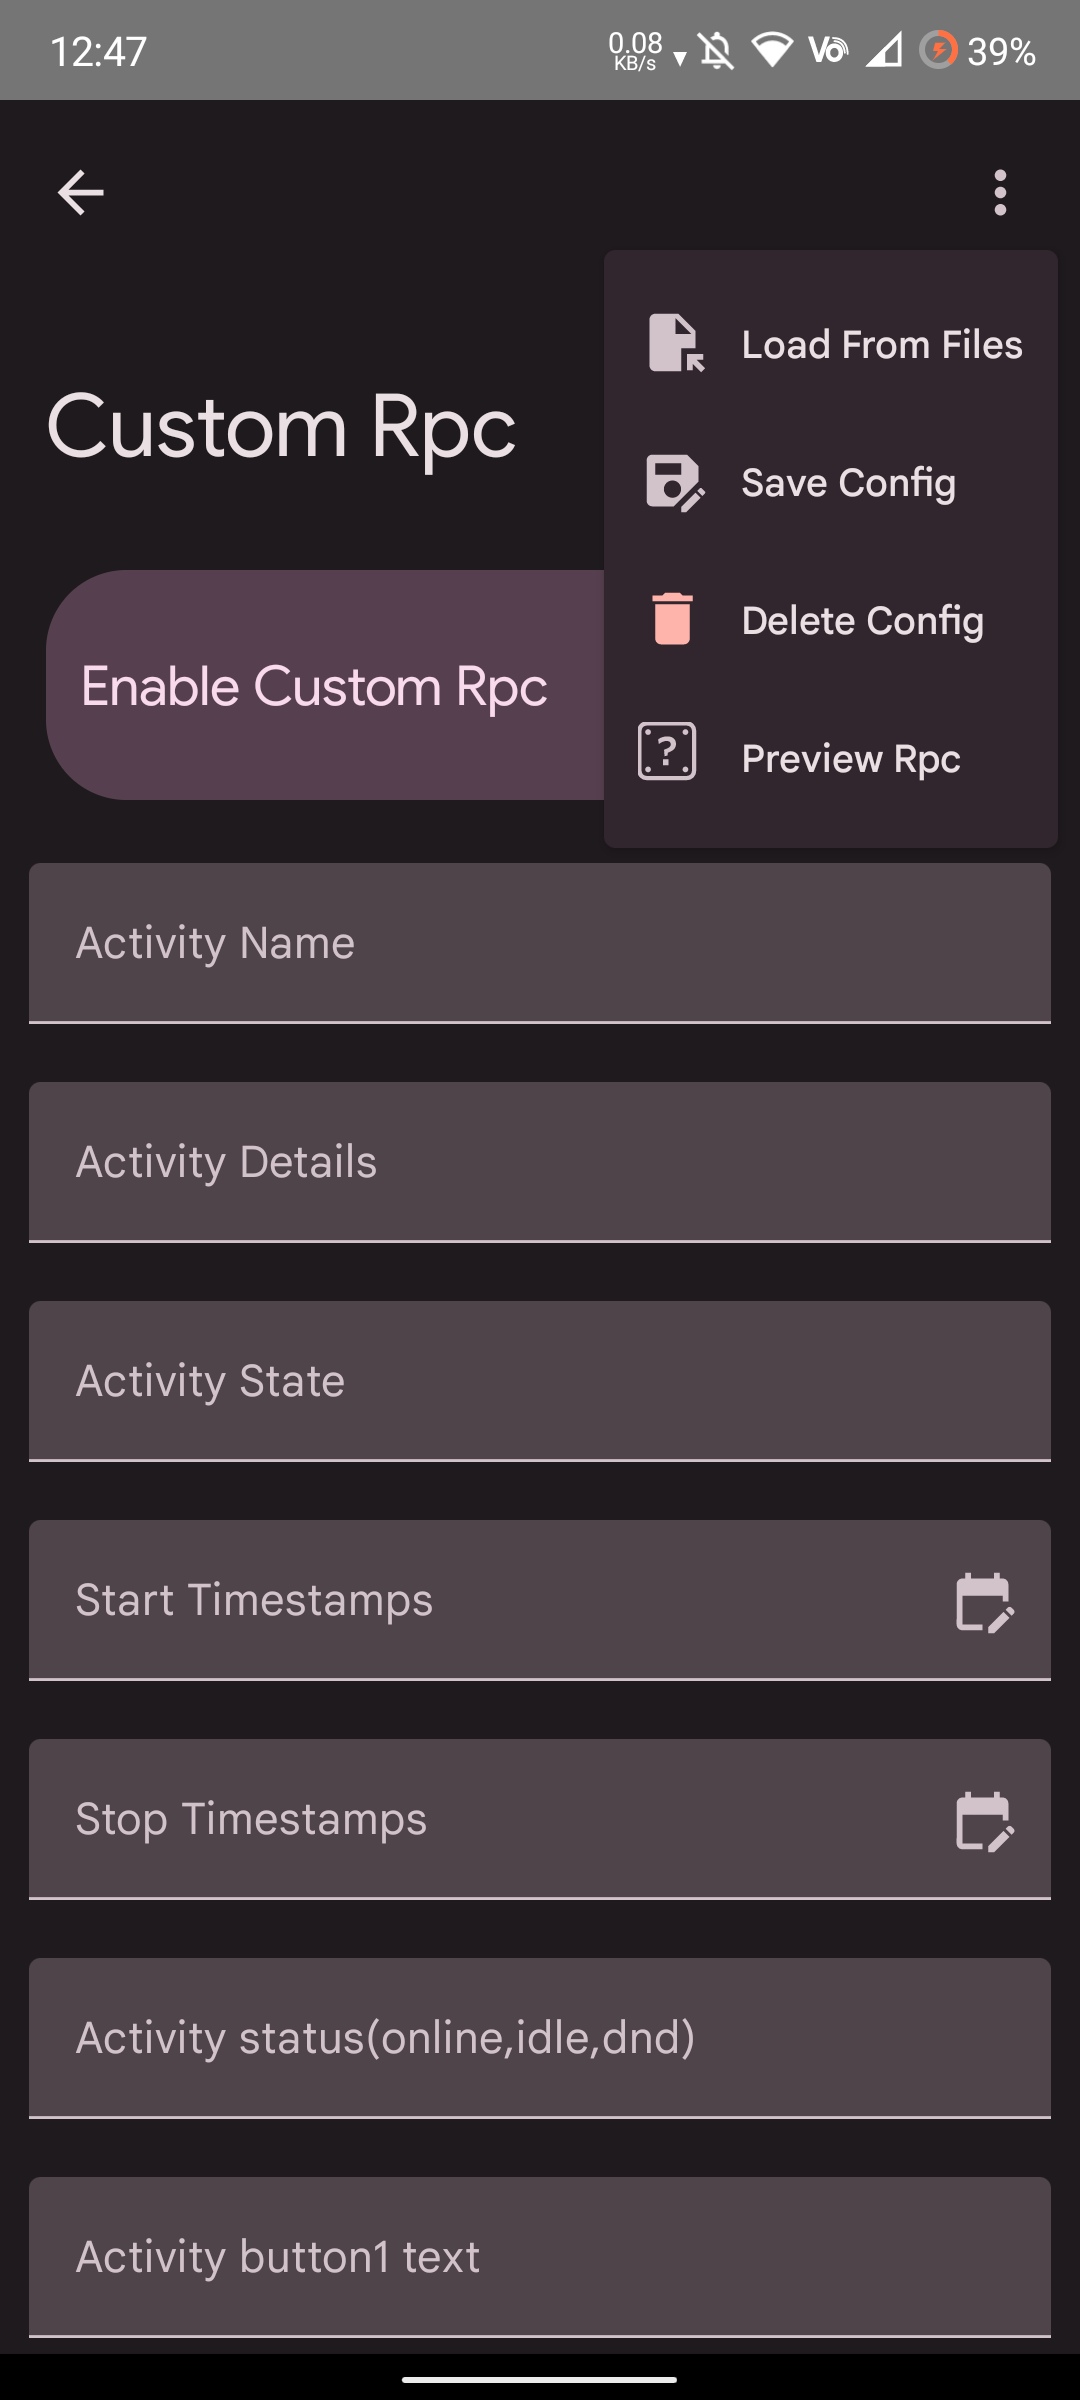 12:47
0.08
KB/s
Vo
39%
Load From Files
Custom Rpc
Save Config
Delete Config
Enable Custom Rpc
?
Preview Rpc
Activity Name
Activity Details
Activity State
Start Timestamps
Stop Timestamps
Activity status(online,idle,dnd)
Activity button1 text